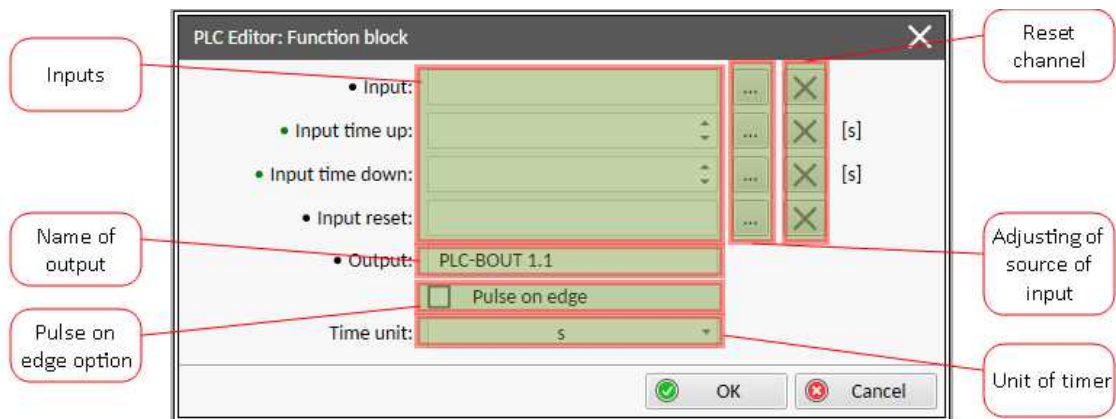 PLC Editor: Function block
Reset
channel
Inputs
• Input:
...
• Input time up:
...
[s]
• Input time down:
...
[s]
• Input reset:
...
Name of
output
• Output:
PLC-BOUT 1.1
Adjusting of
source of
input
Pulse on edge
Pulse on
edge option
Time unit:
s
Unit of timer
OK
Cancel